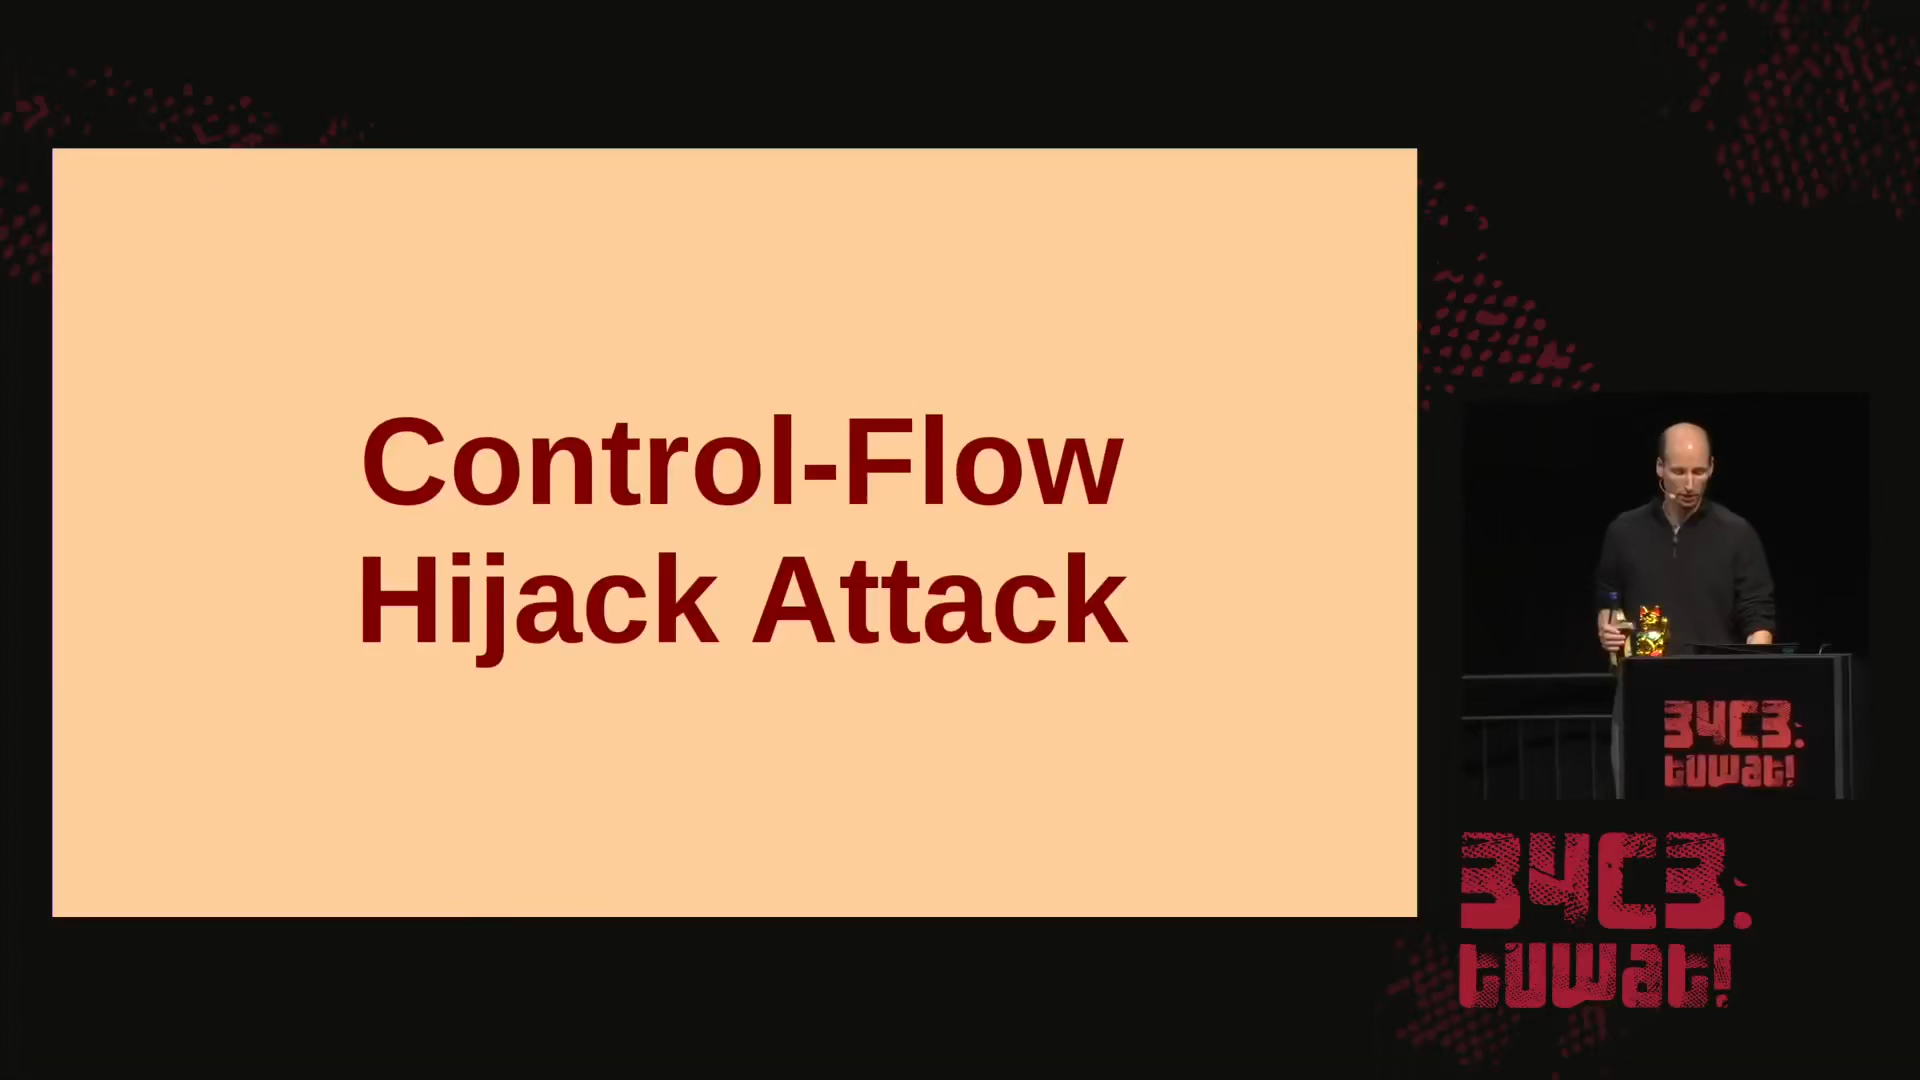 Control-Flow
Hijack Attack
34C3.
tuwat!
34C3.
tuwat!